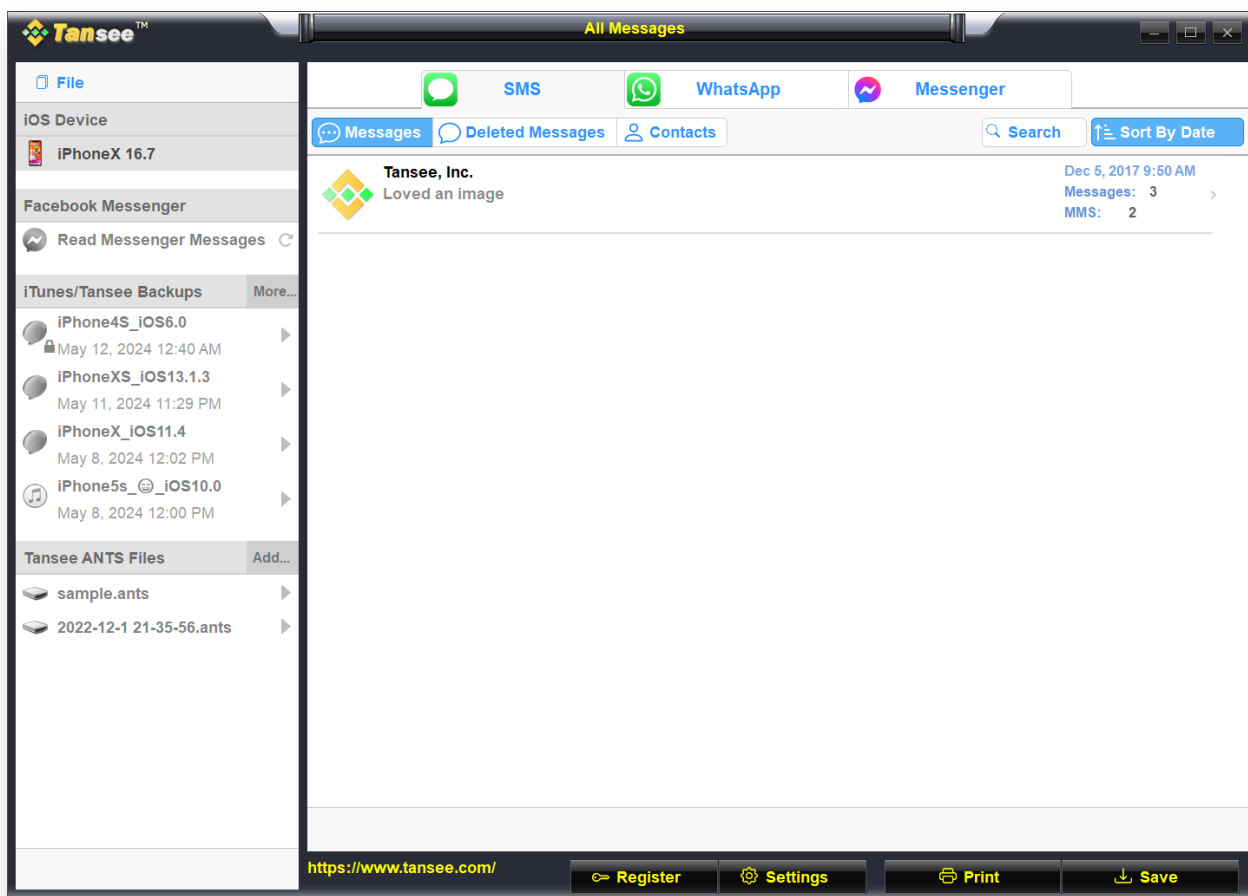 Tansee™
All Messages
File
iOS Device
iPhoneX 16.7
Facebook Messenger
Read Messenger Messages
iTunes/Tansee Backups More...
iPhone4S_iOS6.0
May 12, 2024 12:40 AM
iPhoneXS_iOS13.1.3
May 11, 2024 11:29 PM
iPhoneX_iOS11.4
May 8, 2024 12:02 PM
iPhone5s_😄_iOS10.0
May 8, 2024 12:00 PM
Tansee ANTS Files Add...
sample.ants
2022-12-1 21-35-56.ants
SMS WhatsApp Messenger
Messages Deleted Messages Contacts Search Sort By Date
Tansee, Inc. Dec 5, 2017 9:50 AM
Loved an image Messages: 3
MMS: 2
https://www.tansee.com/ Register Settings Print Save